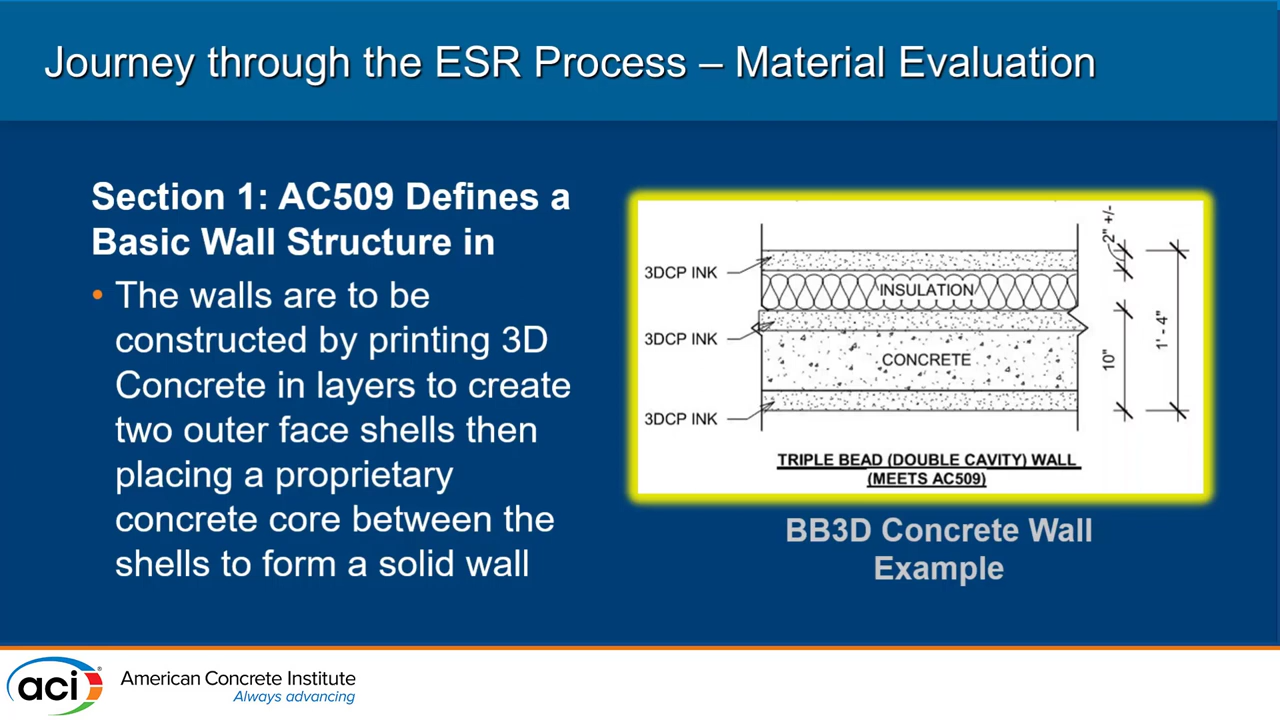 Journey through the ESR Process – Material Evaluation
Section 1: AC509 Defines a
Basic Wall Structure in
• The walls are to be
constructed by printing 3D
Concrete in layers to create
two outer face shells then
placing a proprietary
concrete core between the
shells to form a solid wall
3DCP INK
INSULATION
3DCP INK
CONCRETE
3DCP INK
2" +/-
10"
1' - 4"
TRIPLE BEAD (DOUBLE CAVITY) WALL
(MEETS AC509)
BB3D Concrete Wall
Example
aci®
American Concrete Institute
Always advancing